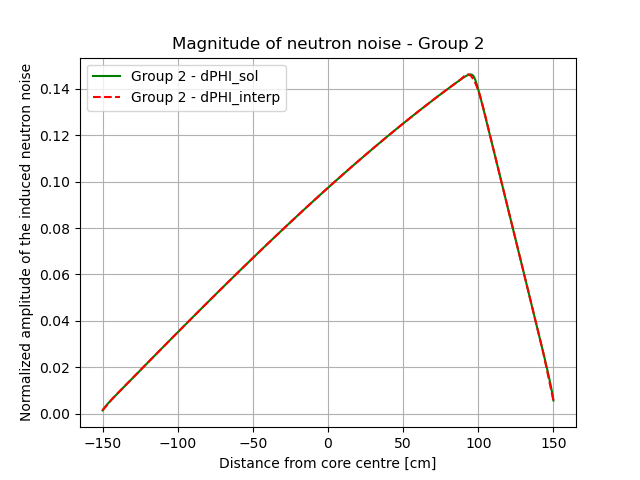 Magnitude of neutron noise - Group 2
Group 2 - dPHI_sol
Group 2 - dPHI_interp
Normalized amplitude of the induced neutron noise
0.14
0.12
0.10
0.08
0.06
0.04
0.02
0.00
−150 −100 −50 0 50 100 150
Distance from core centre [cm]